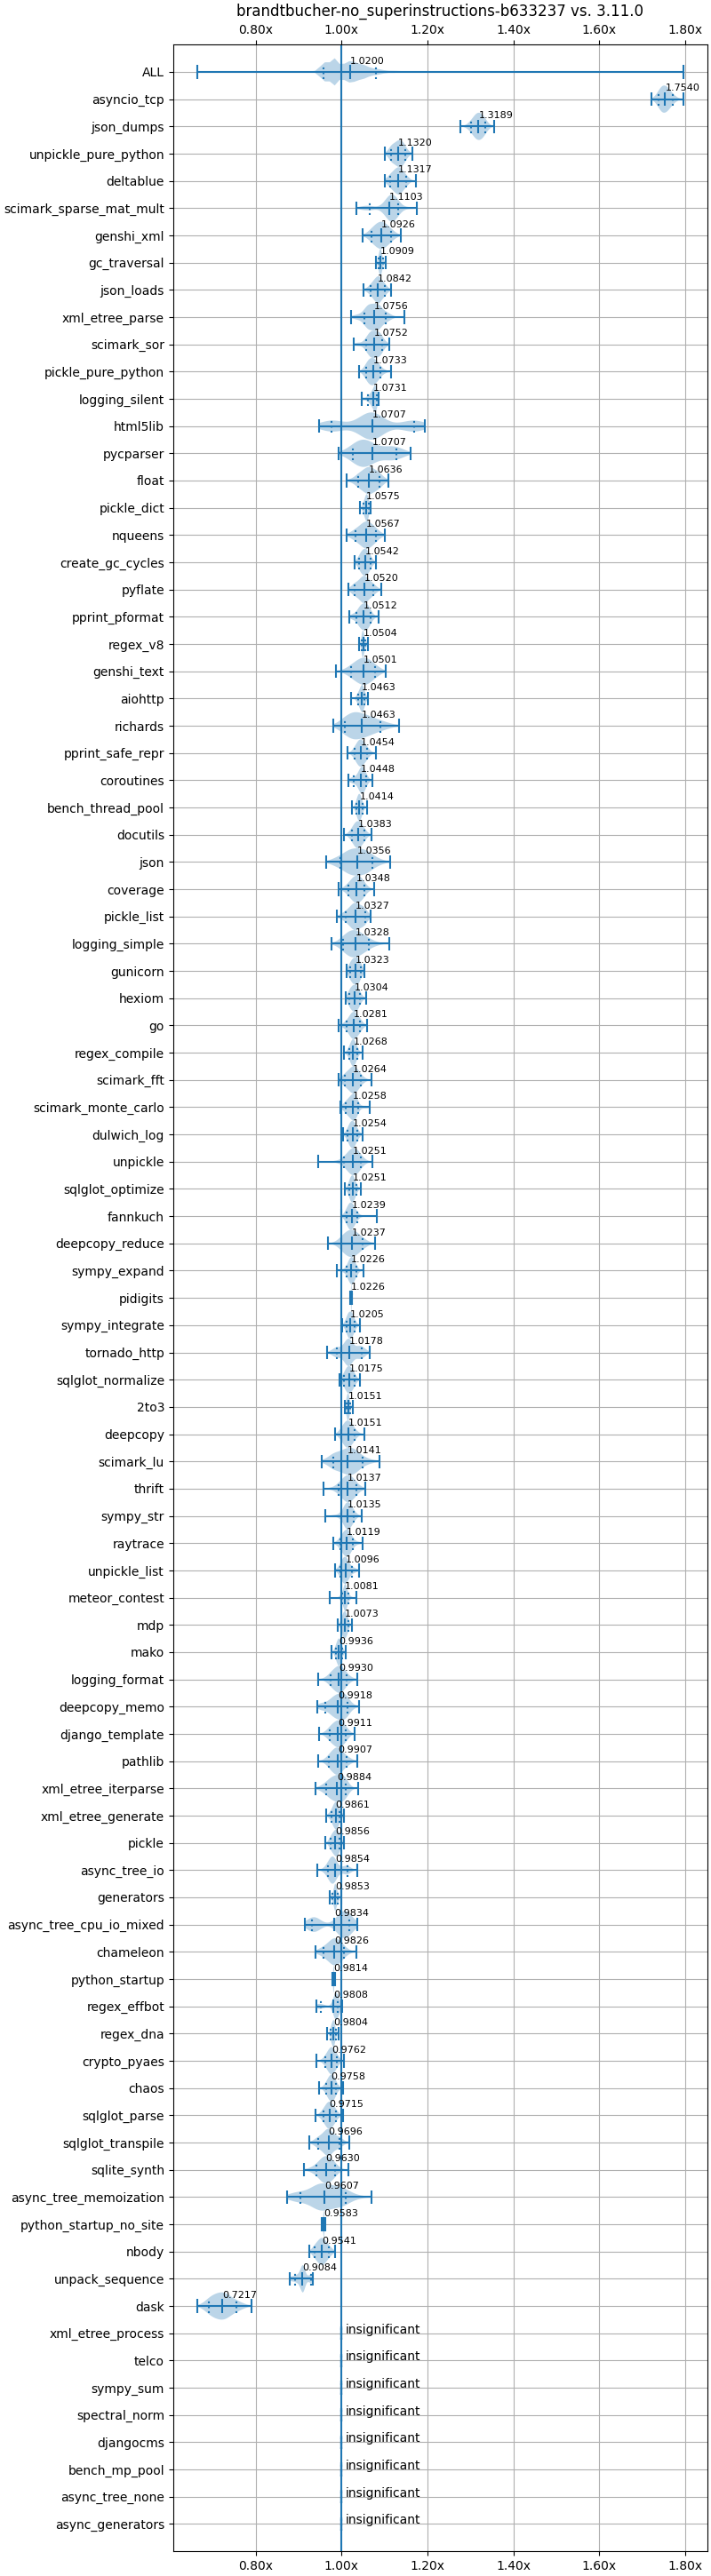 brandtbucher-no_superinstructions-b633237 vs. 3.11.0
0.80x 1.00x 1.20x 1.40x 1.60x 1.80x
ALL 1.0200
asyncio_tcp 1.7540
json_dumps 1.3189
unpickle_pure_python 1.1320
deltablue 1.1317
scimark_sparse_mat_mult 1.1103
genshi_xml 1.0926
gc_traversal 1.0909
json_loads 1.0842
xml_etree_parse 1.0756
scimark_sor 1.0752
pickle_pure_python 1.0733
logging_silent 1.0731
html5lib 1.0707
pycparser 1.0707
float 1.0636
pickle_dict 1.0575
nqueens 1.0567
create_gc_cycles 1.0542
pyflate 1.0520
pprint_pformat 1.0512
regex_v8 1.0504
genshi_text 1.0501
aiohttp 1.0463
richards 1.0463
pprint_safe_repr 1.0454
coroutines 1.0448
bench_thread_pool 1.0414
docutils 1.0383
json 1.0356
coverage 1.0348
pickle_list 1.0327
logging_simple 1.0328
gunicorn 1.0323
hexiom 1.0304
go 1.0281
regex_compile 1.0268
scimark_fft 1.0264
scimark_monte_carlo 1.0258
dulwich_log 1.0254
unpickle 1.0251
sqlglot_optimize 1.0251
fannkuch 1.0239
deepcopy_reduce 1.0237
sympy_expand 1.0226
pidigits 1.0226
sympy_integrate 1.0205
tornado_http 1.0178
sqlglot_normalize 1.0175
2to3 1.0151
deepcopy 1.0151
scimark_lu 1.0141
thrift 1.0137
sympy_str 1.0135
raytrace 1.0119
unpickle_list 1.0096
meteor_contest 1.0081
mdp 1.0073
mako 0.9936
logging_format 0.9930
deepcopy_memo 0.9918
django_template 0.9911
pathlib 0.9907
xml_etree_iterparse 0.9884
xml_etree_generate 0.9861
pickle 0.9856
async_tree_io 0.9854
generators 0.9853
async_tree_cpu_io_mixed 0.9834
chameleon 0.9826
python_startup 0.9814
regex_effbot 0.9808
regex_dna 0.9804
crypto_pyaes 0.9762
chaos 0.9758
sqlglot_parse 0.9715
sqlglot_transpile 0.9696
sqlite_synth 0.9630
async_tree_memoization 0.9607
python_startup_no_site 0.9583
nbody 0.9541
unpack_sequence 0.9084
dask 0.7217
xml_etree_process insignificant
telco insignificant
sympy_sum insignificant
spectral_norm insignificant
djangocms insignificant
bench_mp_pool insignificant
async_tree_none insignificant
async_generators insignificant
0.80x 1.00x 1.20x 1.40x 1.60x 1.80x